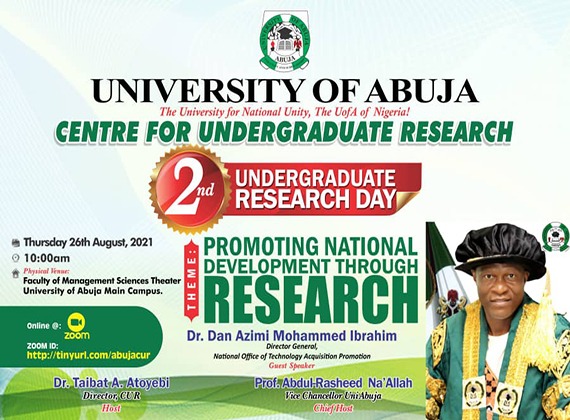 ABUJA
UNIVERSITY OF ABUJA
The University for National Unity, The UofA of Nigeria!
CENTRE FOR UNDERGRADUATE RESEARCH
2nd
UNDERGRADUATE
RESEARCH DAY
Thursday 26th August, 2021
10:00am
Physical Venue:
Faculty of Management Sciences Theater
University of Abuja Main Campus.
THEME:
PROMOTING NATIONAL
DEVELOPMENT THROUGH
RESEARCH
Online @:
zoom
ZOOM ID:
http://tinyurl.com/abujacur
Dr. Dan Azimi Mohammed Ibrahim
Director General,
National Office of Technology Acquisition Promotion
Guest Speaker
Dr. Taibat A. Atoyebi
Director, CUR
Host
Prof. Abdul-Rasheed Na'Allah
Vice Chancellor Uni Abuja
Chief Host